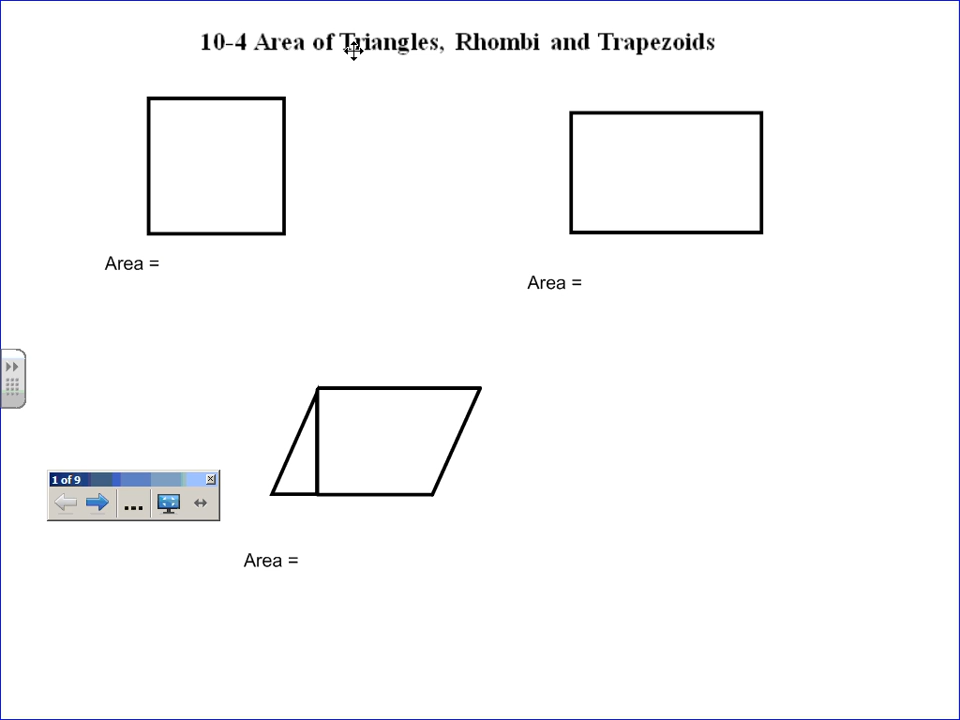 10-4 Area of Triangles, Rhombi and Trapezoids
Area =
Area =
1 of 9
...
Area =